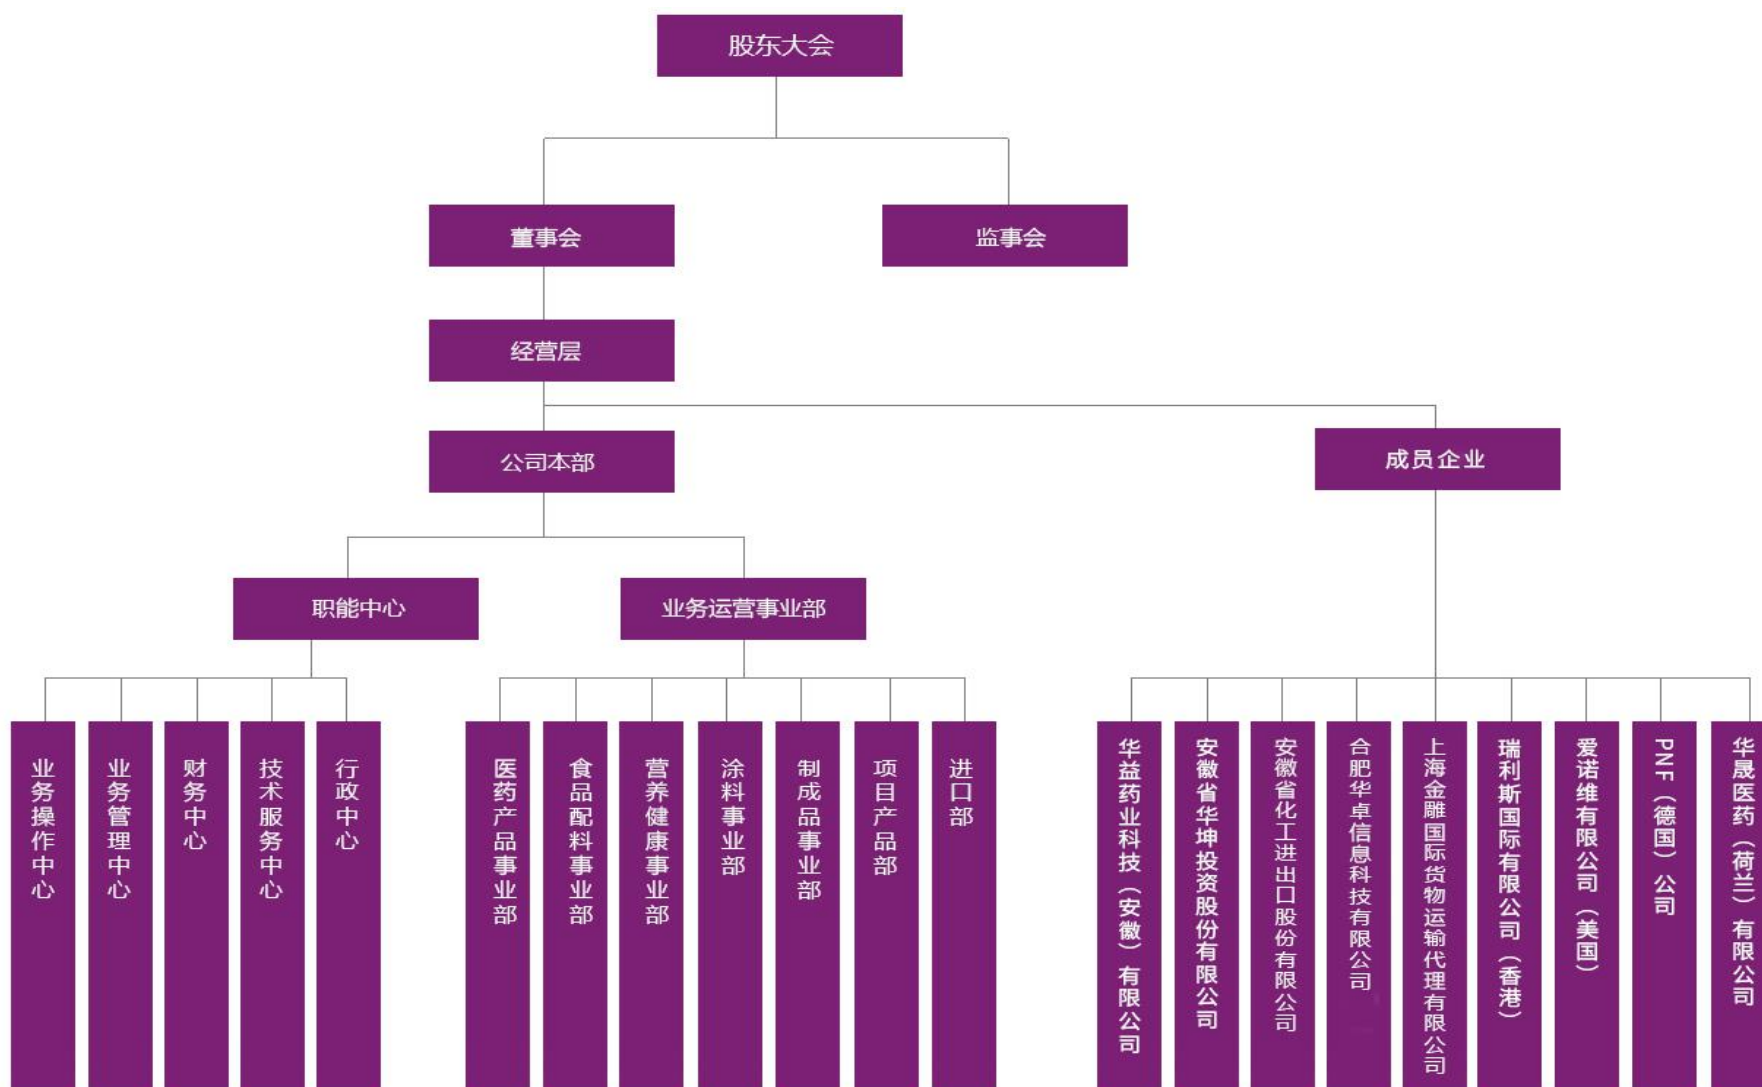 股东大会
董事会
监事会
经营层
公司本部
成员企业
职能中心
业务运营事业部
业务操作中心
业务管理中心
财务中心
技术服务中心
行政中心
医药产品事业部
食品配料事业部
营养健康事业部
涂料事业部
制成品事业部
项目产品部
进口部
华益药业科技（安徽）有限公司
安徽省华坤投资股份有限公司
安徽省化工进出口股份有限公司
合肥华卓信息科技有限公司
上海金雕国际货物运输代理有限公司
瑞利斯国际有限公司（香港）
爱诺维有限公司（美国）
PNF（德国）公司
华晟医药（荷兰）有限公司